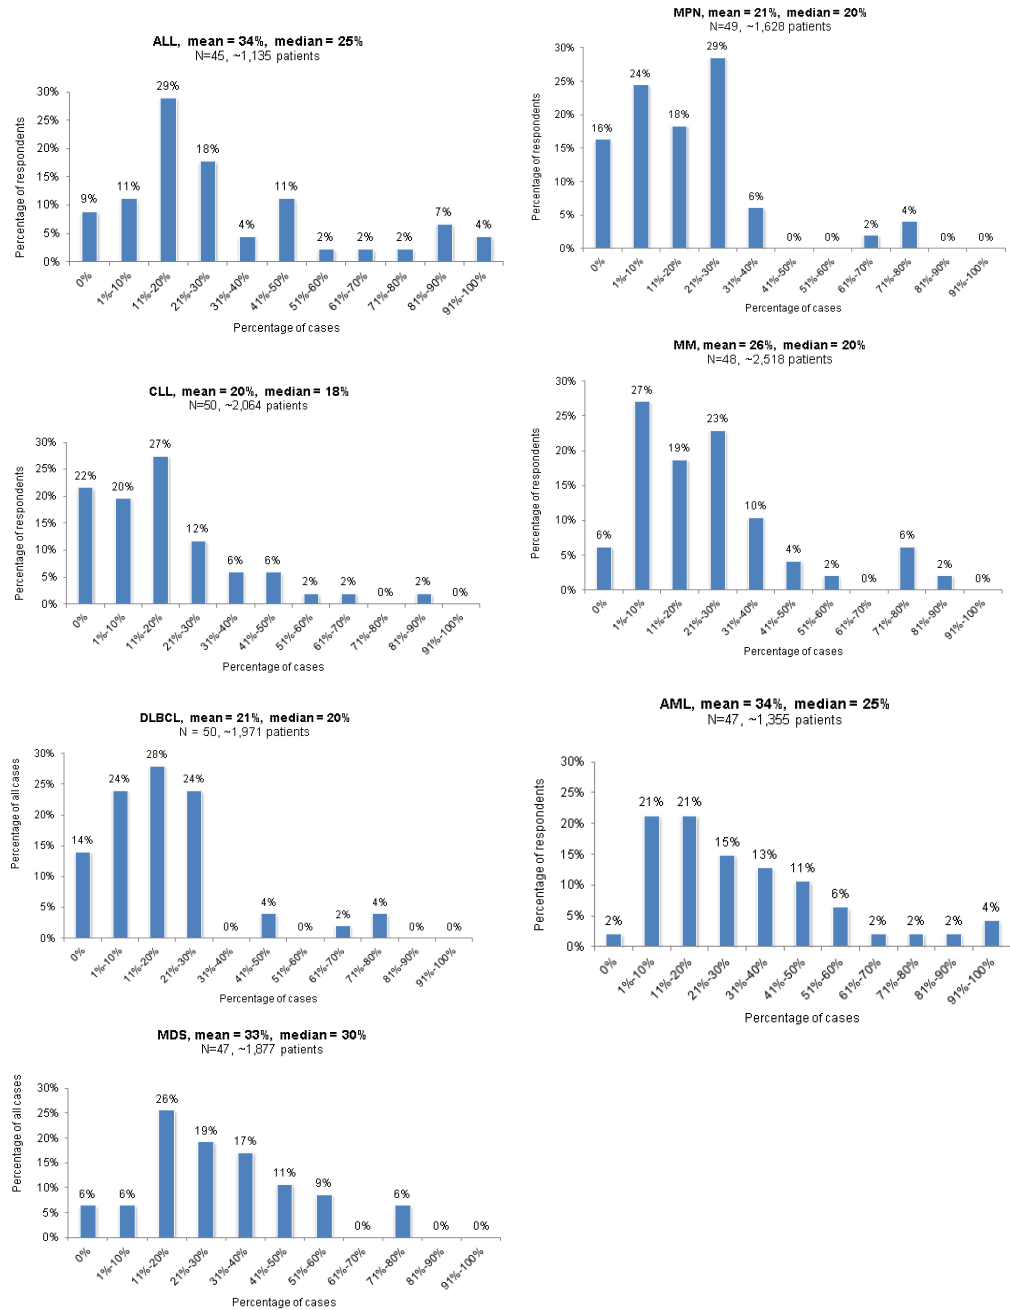 ALL, mean = 34%, median = 25%
N=45, ~1,135 patients
Percentage of respondents
30%
25%
20%
15%
10%
5%
0%
9% 11% 29% 18% 4% 11% 2% 2% 2% 7% 4%
0% 1%-10% 11%-20% 21%-30% 31%-40% 41%-50% 51%-60% 61%-70% 71%-80% 81%-90% 91%-100%
Percentage of cases
MPN, mean = 21%, median = 20%
N=49, ~1,628 patients
Percentage of respondents
30%
25%
20%
15%
10%
5%
0%
16% 24% 18% 29% 6% 0% 0% 2% 4% 0% 0%
0% 1%-10% 11%-20% 21%-30% 31%-40% 41%-50% 51%-60% 61%-70% 71%-80% 81%-90% 91%-100%
Percentage of cases
CLL, mean = 20%, median = 18%
N=50, ~2,064 patients
Percentage of respondents
30%
25%
20%
15%
10%
5%
0%
22% 20% 27% 12% 6% 6% 2% 2% 0% 2% 0%
0% 1%-10% 11%-20% 21%-30% 31%-40% 41%-50% 51%-60% 61%-70% 71%-80% 81%-90% 91%-100%
Percentage of cases
MM, mean = 26%, median = 20%
N=48, ~2,518 patients
Percentage of respondents
30%
25%
20%
15%
10%
5%
0%
6% 27% 19% 23% 10% 4% 2% 0% 6% 2% 0%
0% 1%-10% 11%-20% 21%-30% 31%-40% 41%-50% 51%-60% 61%-70% 71%-80% 81%-90% 91%-100%
Percentage of cases
DLBCL, mean = 21%, median = 20%
N = 50, ~1,971 patients
Percentage of all cases
30%
25%
20%
15%
10%
5%
0%
14% 24% 28% 24% 0% 4% 0% 2% 4% 0% 0%
0% 1%-10% 11%-20% 21%-30% 31%-40% 41%-50% 51%-60% 61%-70% 71%-80% 81%-90% 91%-100%
Percentage of cases
AML, mean = 34%, median = 25%
N=47, ~1,355 patients
Percentage of respondents
30%
25%
20%
15%
10%
5%
0%
2% 21% 21% 15% 13% 11% 6% 2% 2% 2% 4%
0% 1%-10% 11%-20% 21%-30% 31%-40% 41%-50% 51%-60% 61%-70% 71%-80% 81%-90% 91%-100%
Percentage of cases
MDS, mean = 33%, median = 30%
N=47, ~1,877 patients
Percentage of all cases
30%
25%
20%
15%
10%
5%
0%
6% 6% 26% 19% 17% 11% 9% 0% 6% 0% 0%
0% 1%-10% 11%-20% 21%-30% 31%-40% 41%-50% 51%-60% 61%-70% 71%-80% 81%-90% 91%-100%
Percentage of cases